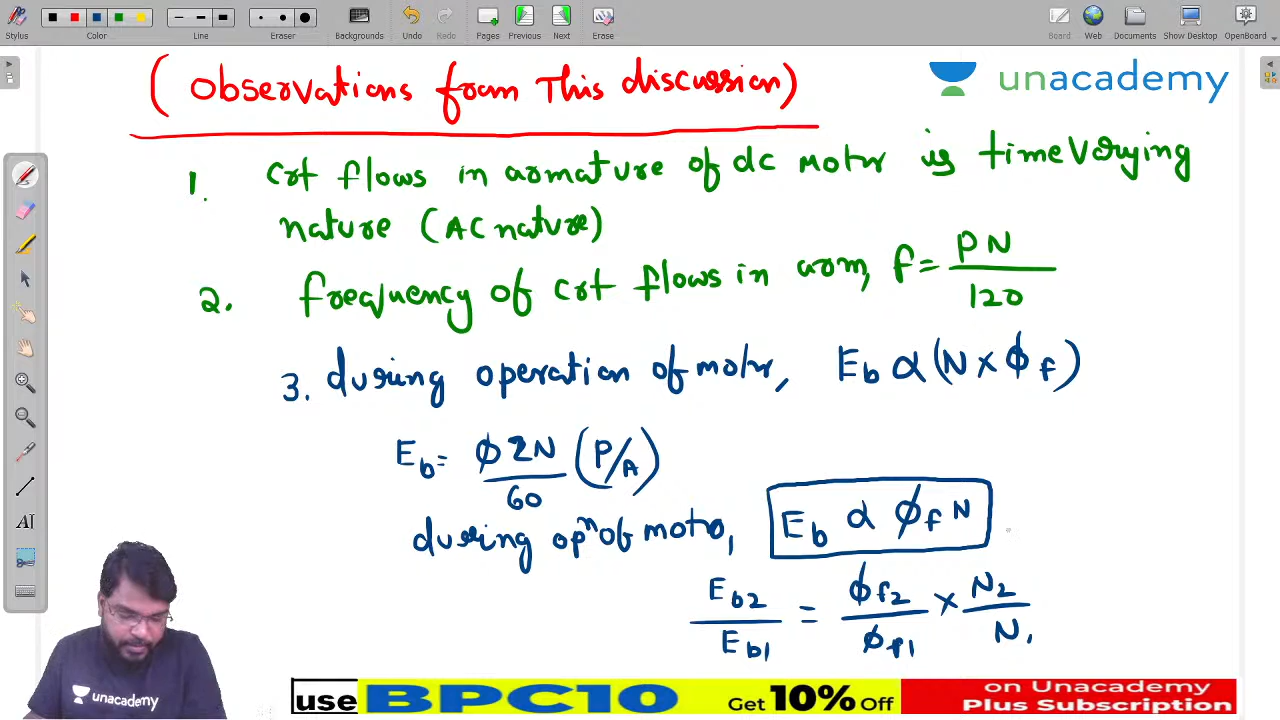 Stylus
Color
Line
Eraser
Backgrounds
Undo
Redo
Pages
Previous
Next
Erase
Board
Web
Documents
Show Desktop
OpenBoard
(Observations from This discussion)
unacademy
1. Crt flows in armature of dc motor is time Verying
nature (AC nature)
2. frequency of crt flows in arm, f = PN/120
3. during operation of motor, Eb ∝ (N × ϕf)
Eb = ϕZN/60 (P/A)
during opⁿ of motro, Eb ∝ ϕf N
Eb2/Eb1 = ϕf2/ϕf1 × N2/N1
unacademy
use BPC10 Get 10% Off on Unacademy
Plus Subscription